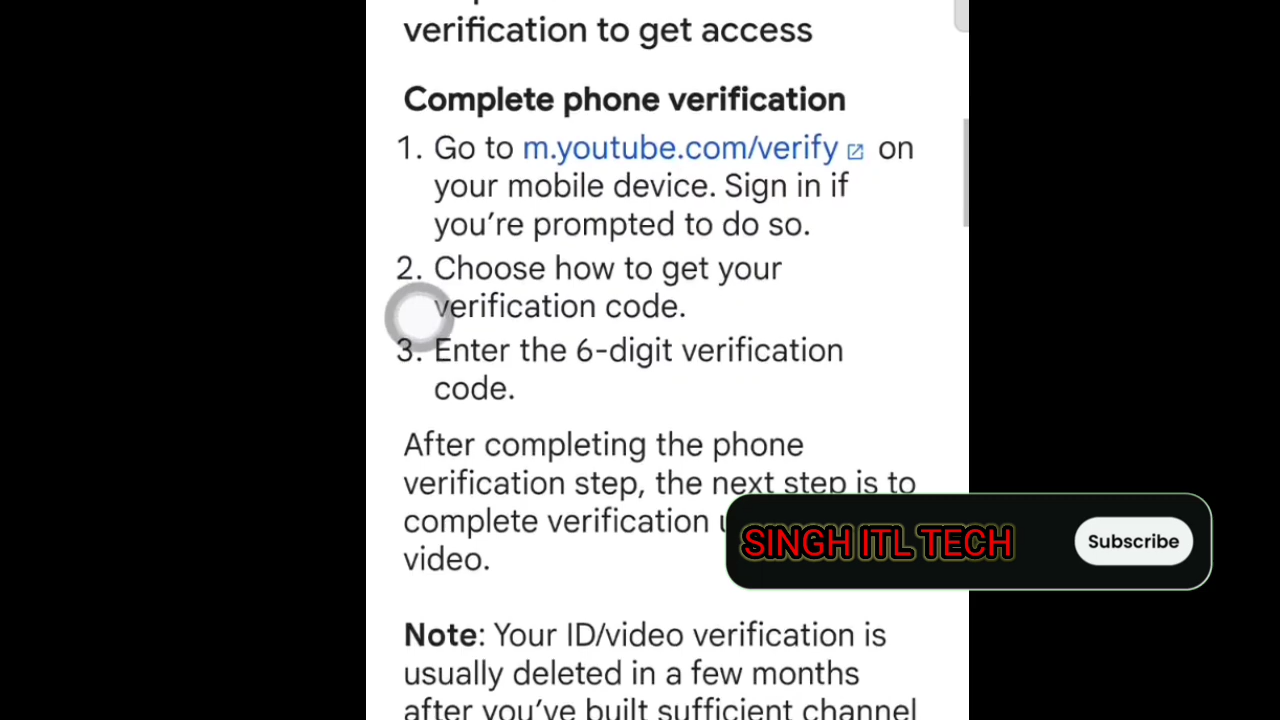 verification to get access
Complete phone verification
1. Go to m.youtube.com/verify on
your mobile device. Sign in if
you’re prompted to do so.
2. Choose how to get your
verification code.
3. Enter the 6-digit verification
code.
After completing the phone
verification step, the next step is to
complete verification
video.
SINGH ITL TECH
Subscribe
Note: Your ID/video verification is
usually deleted in a few months
after you’ve built sufficient channel